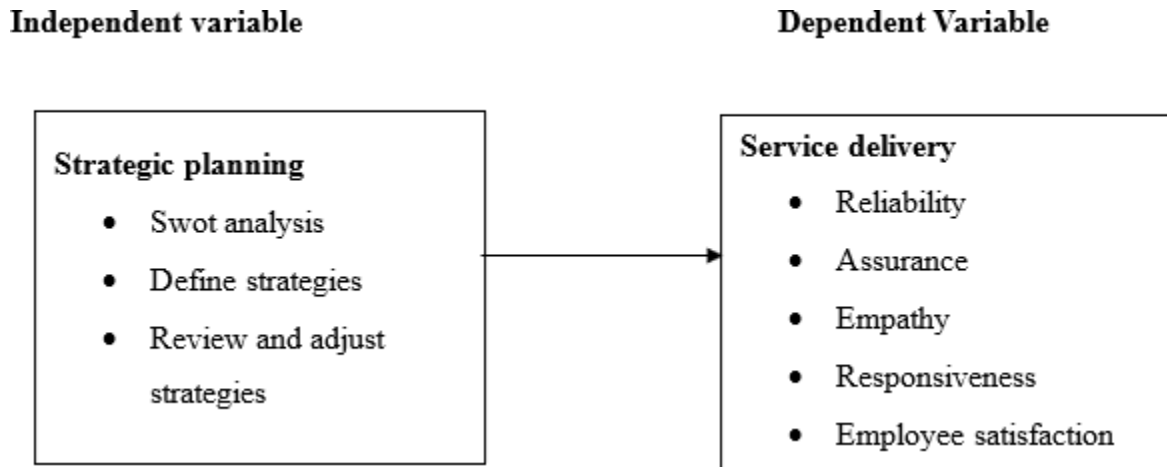 Independent variable
Dependent Variable
Strategic planning
• Swot analysis
• Define strategies
• Review and adjust
strategies
Service delivery
• Reliability
• Assurance
• Empathy
• Responsiveness
• Employee satisfaction